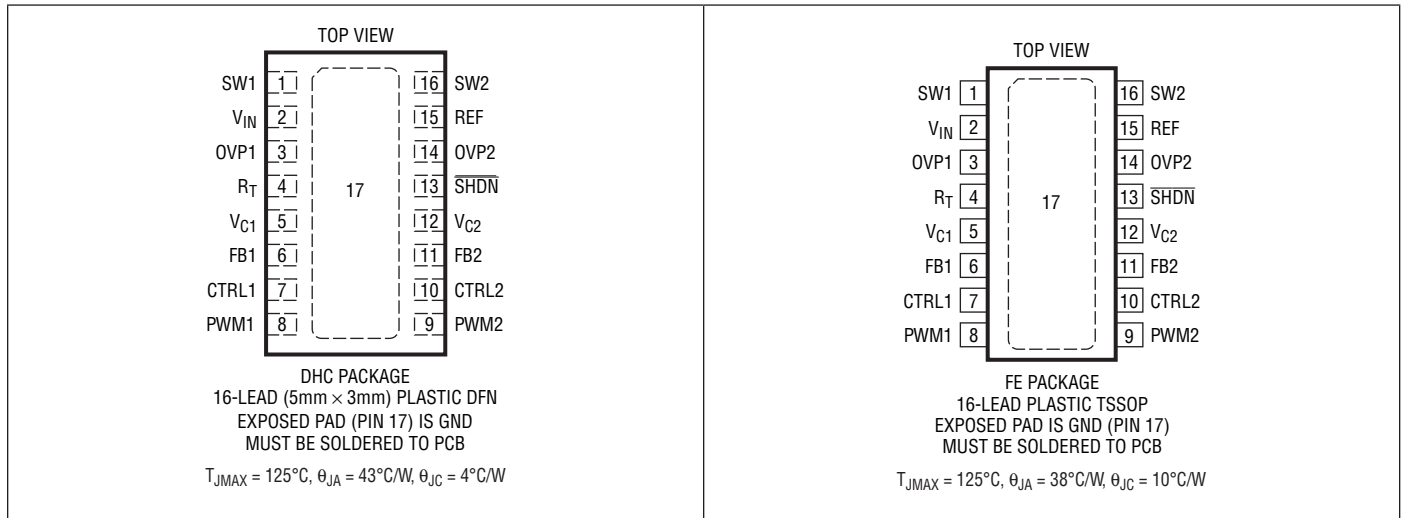 TOP VIEW
SW1 1 16 SW2
VIN 2 15 REF
OVP1 3 14 OVP2
RT 4 17 13 SHDN
VC1 5 12 VC2
FB1 6 11 FB2
CTRL1 7 10 CTRL2
PWM1 8 9 PWM2
DHC PACKAGE
16-LEAD (5mm × 3mm) PLASTIC DFN
EXPOSED PAD (PIN 17) IS GND
MUST BE SOLDERED TO PCB
TJMAX = 125°C, θJA = 43°C/W, θJC = 4°C/W
TOP VIEW
SW1 1 16 SW2
VIN 2 15 REF
OVP1 3 14 OVP2
RT 4 17 13 SHDN
VC1 5 12 VC2
FB1 6 11 FB2
CTRL1 7 10 CTRL2
PWM1 8 9 PWM2
FE PACKAGE
16-LEAD PLASTIC TSSOP
EXPOSED PAD IS GND (PIN 17)
MUST BE SOLDERED TO PCB
TJMAX = 125°C, θJA = 38°C/W, θJC = 10°C/W